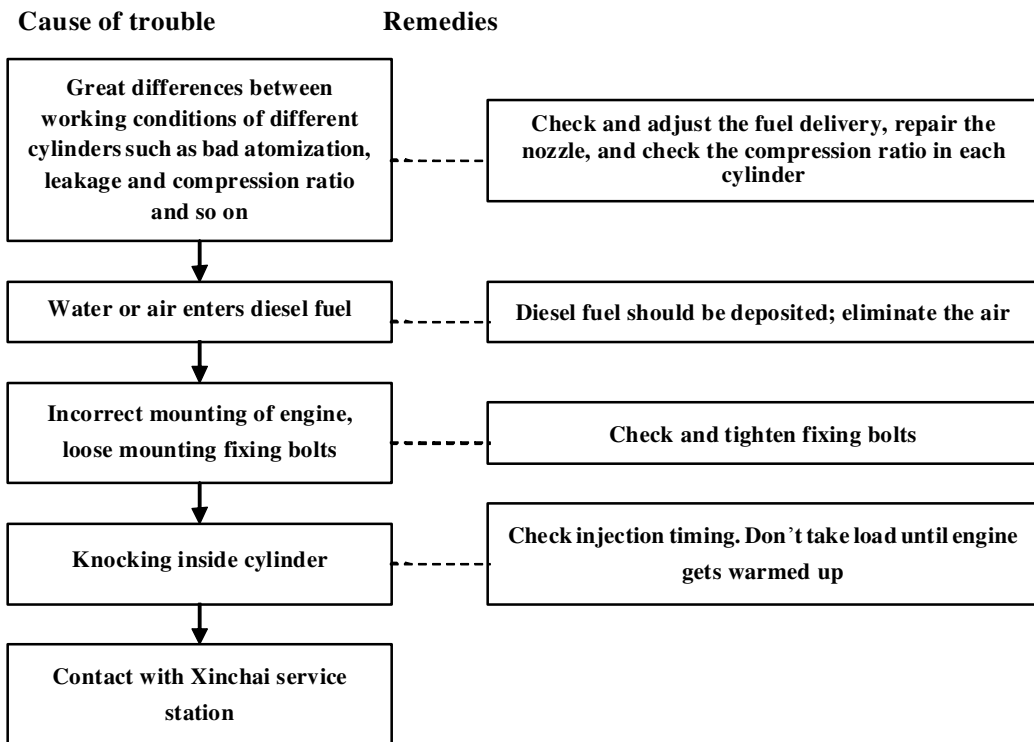 Cause of trouble
Remedies
Great differences between
working conditions of different
cylinders such as bad atomization,
leakage and compression ratio
and so on
Check and adjust the fuel delivery, repair the
nozzle, and check the compression ratio in each
cylinder
Water or air enters diesel fuel
Diesel fuel should be deposited; eliminate the air
Incorrect mounting of engine,
loose mounting fixing bolts
Check and tighten fixing bolts
Knocking inside cylinder
Check injection timing. Don’t take load until engine
gets warmed up
Contact with Xinchai service
station